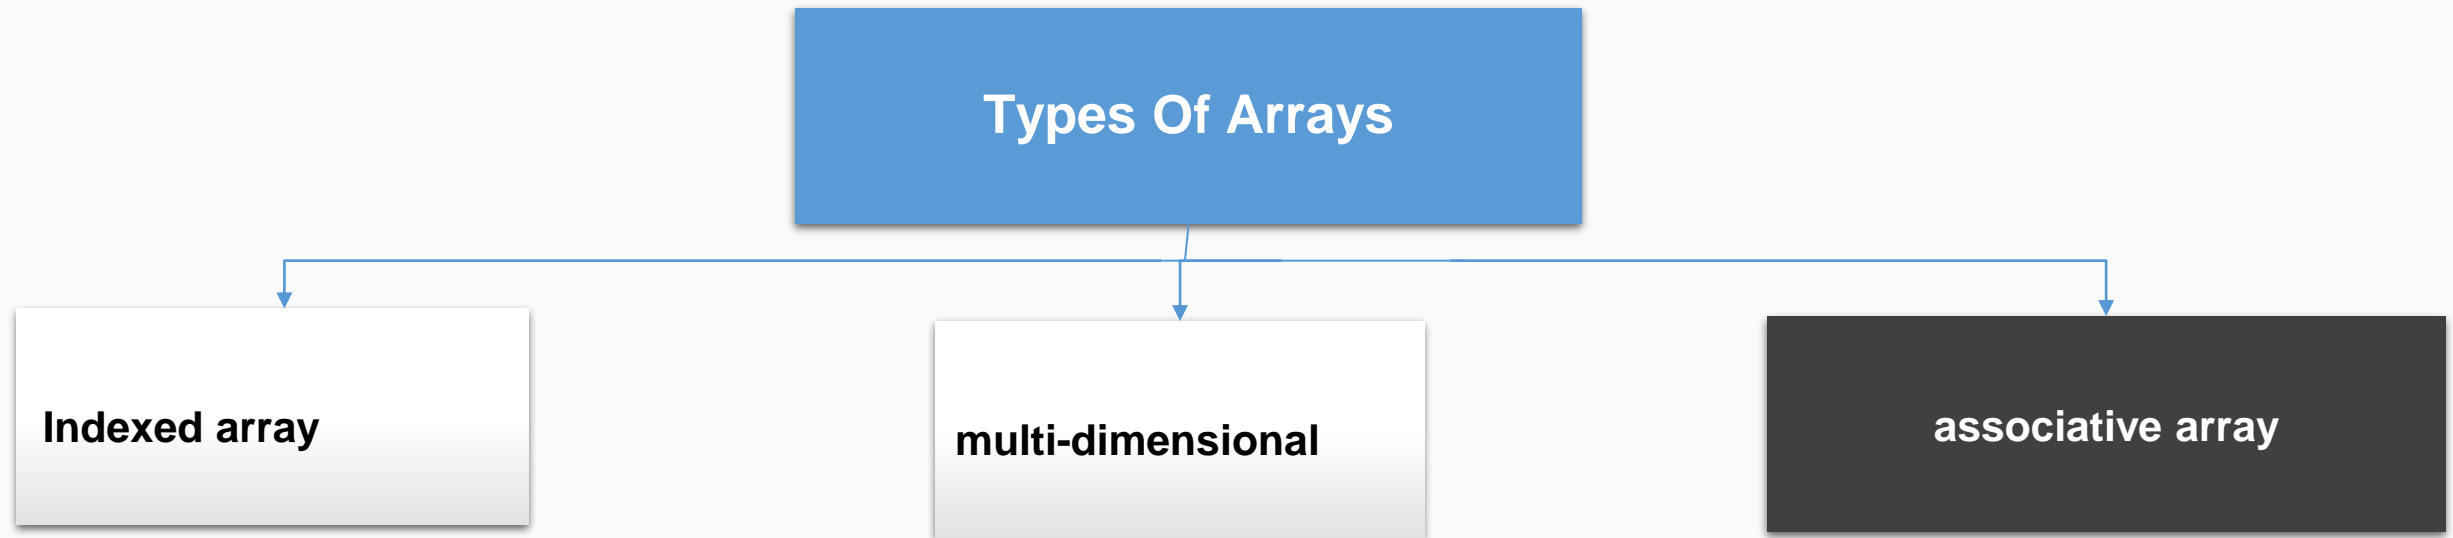 Types Of Arrays
Indexed array
multi-dimensional
associative array